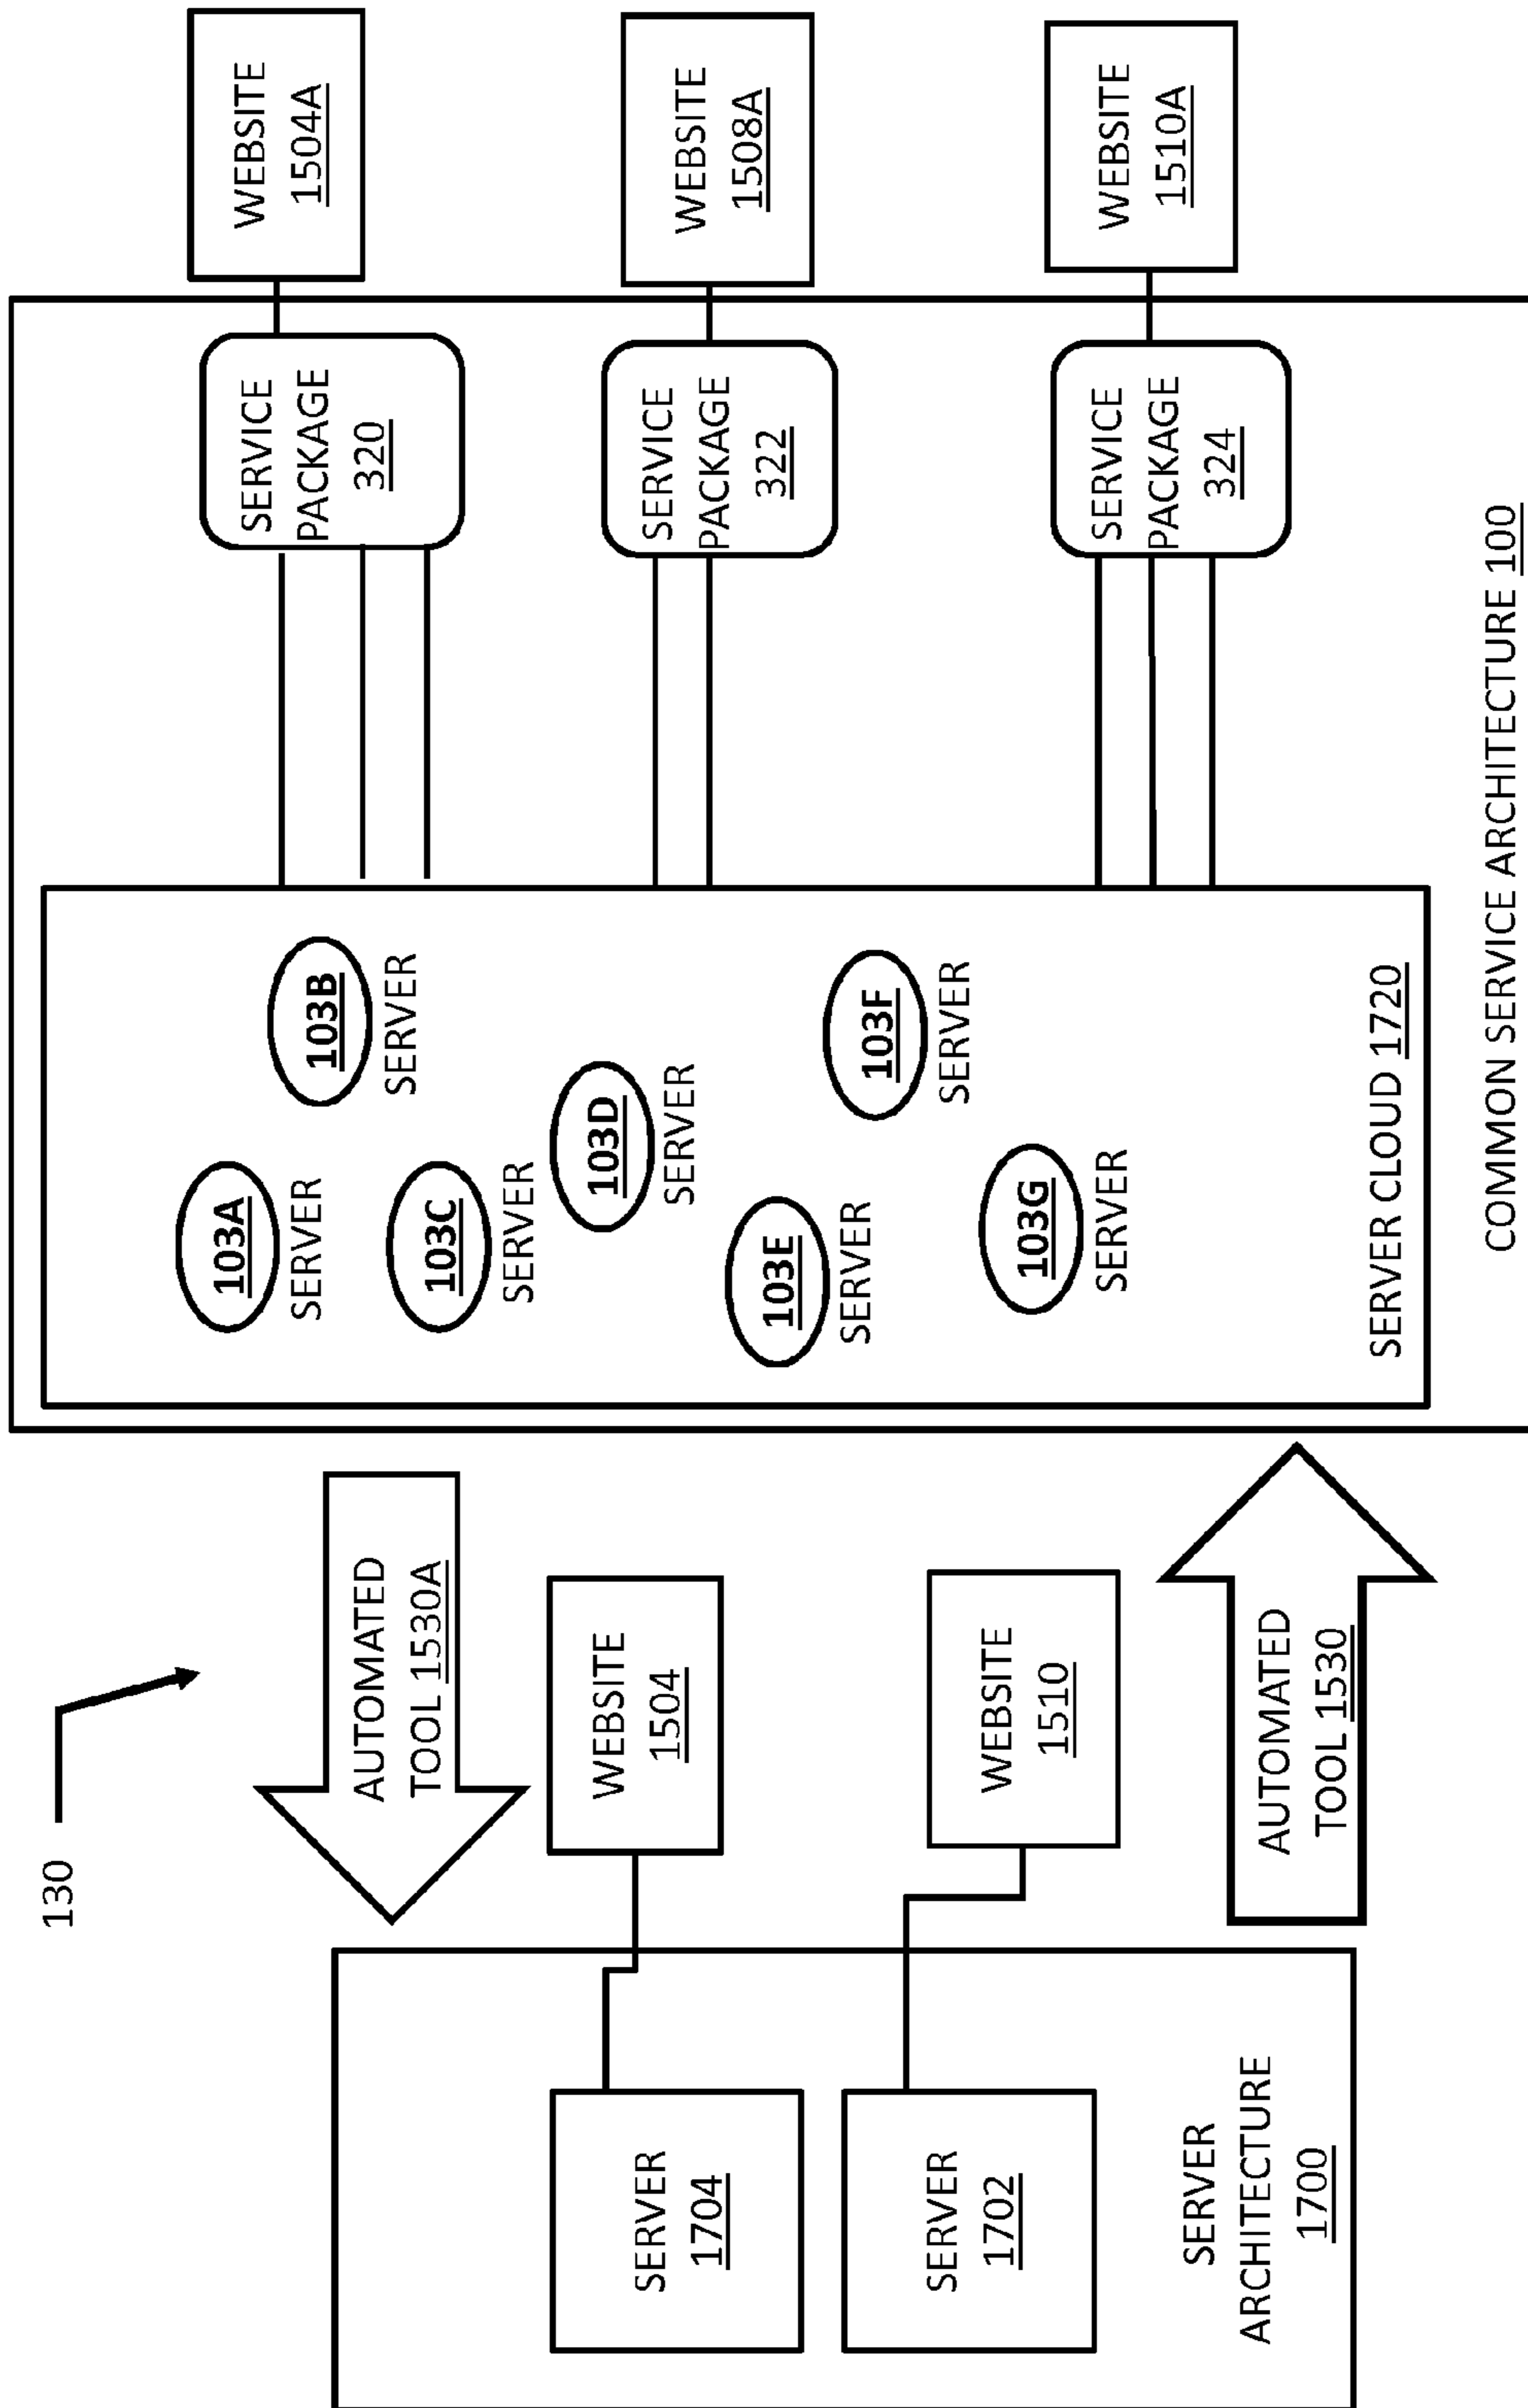 130
SERVER
1704
SERVER
1702
SERVER
ARCHITECTURE
1700
AUTOMATED
TOOL 1530A
WEBSITE
1504
WEBSITE
1510
AUTOMATED
TOOL 1530
103A
SERVER
103B
SERVER
103C
SERVER
103D
SERVER
103E
SERVER
103F
SERVER
103G
SERVER
SERVER CLOUD 1720
SERVICE
PACKAGE
320
SERVICE
PACKAGE
322
SERVICE
PACKAGE
324
COMMON SERVICE ARCHITECTURE 100
WEBSITE
1504A
WEBSITE
1508A
WEBSITE
1510A